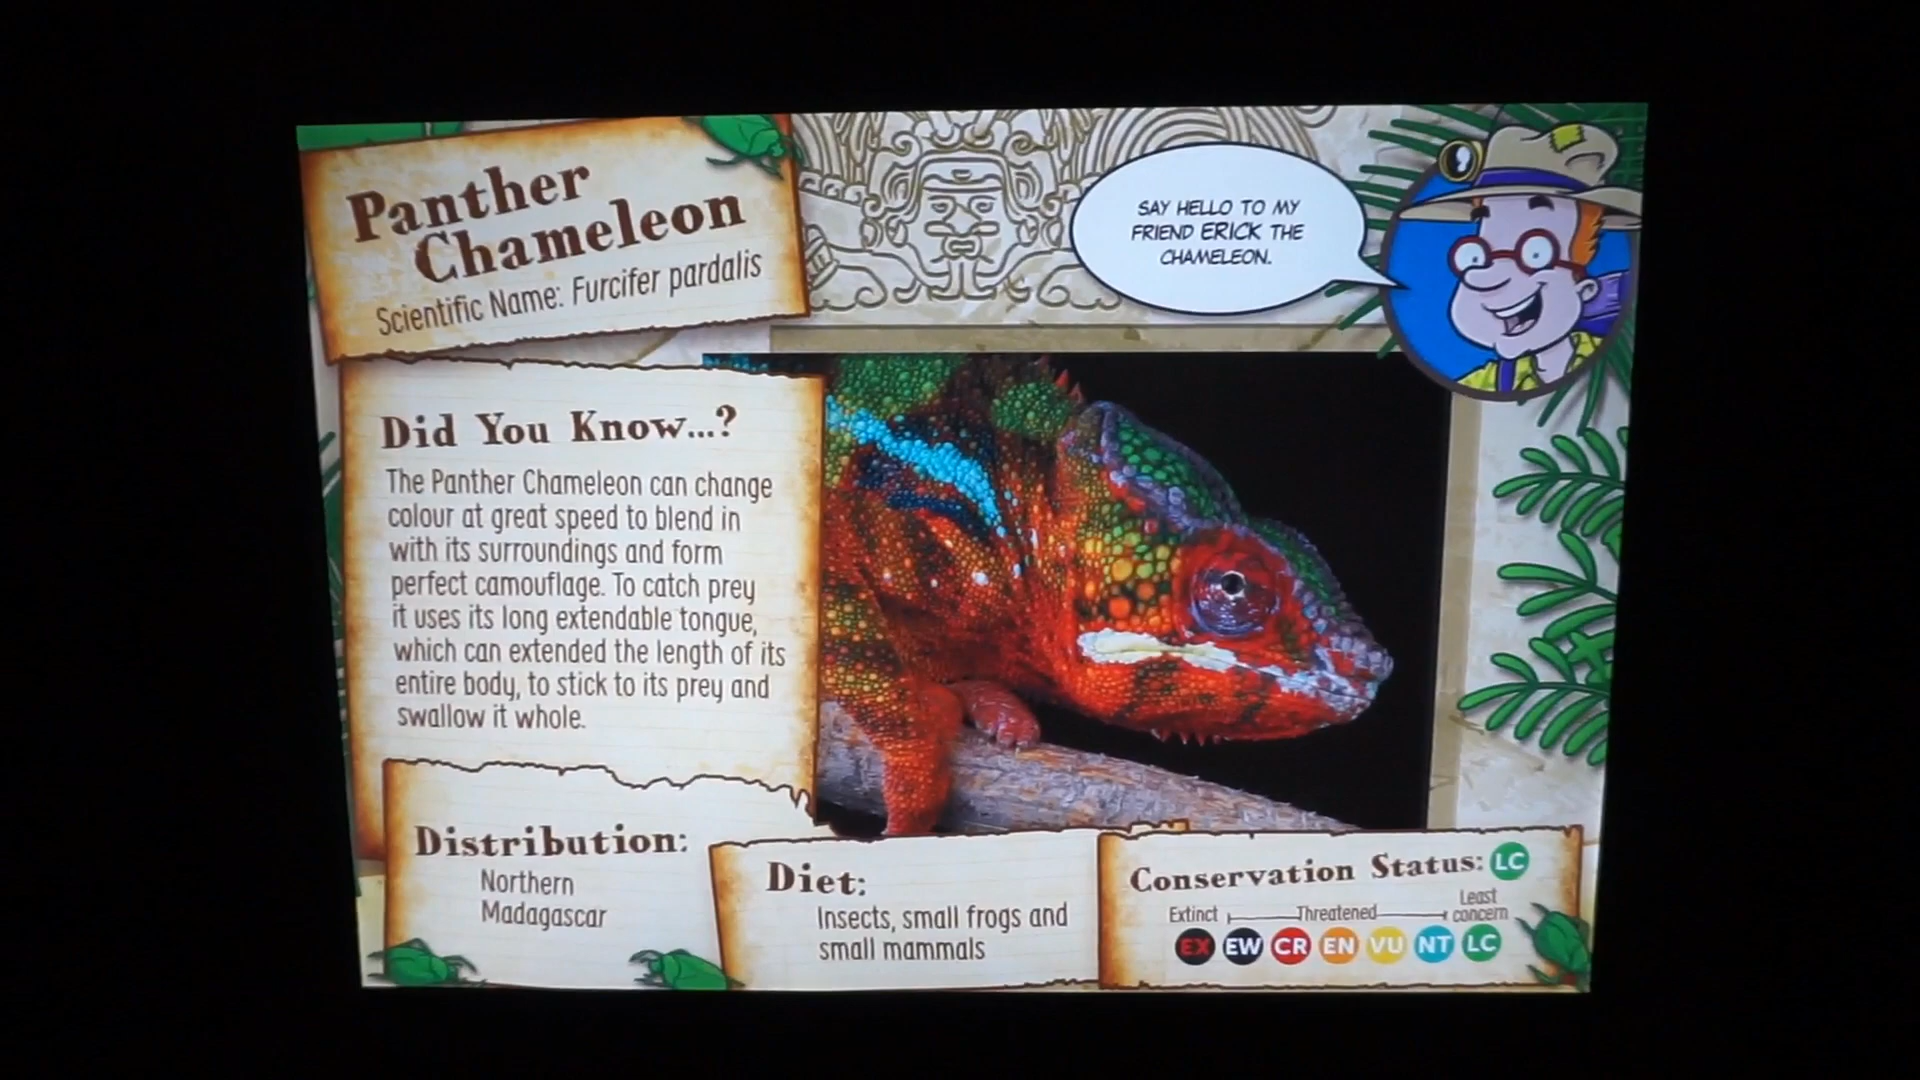 Panther
Chameleon
Scientific Name: Furcifer pardalis
SAY HELLO TO MY
FRIEND ERICK THE
CHAMELEON.
Did You Know...?
The Panther Chameleon can change
colour at great speed to blend in
with its surroundings and form
perfect camouflage. To catch prey
it uses its long extendable tongue,
which can extended the length of its
entire body, to stick to its prey and
swallow it whole.
Distribution:
Northern
Madagascar
Diet:
Insects, small frogs and
small mammals
Conservation Status: LC
Extinct Threatened Least concern
EX EW CR EN VU NT LC